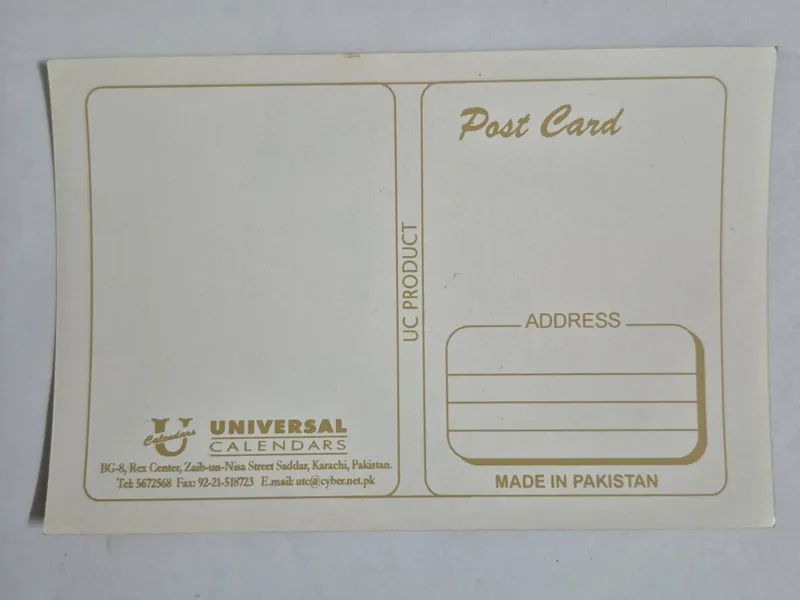 Post Card
UC PRODUCT
ADDRESS
U
Calendars
UNIVERSAL
CALENDARS
BG-8, Rex Center, Zaib-un-Nisa Street Saddar, Karachi, Pakistan.
Tel: 5672568 Fax: 92-21-518723 E.mail: utc@cyber.net.pk
MADE IN PAKISTAN